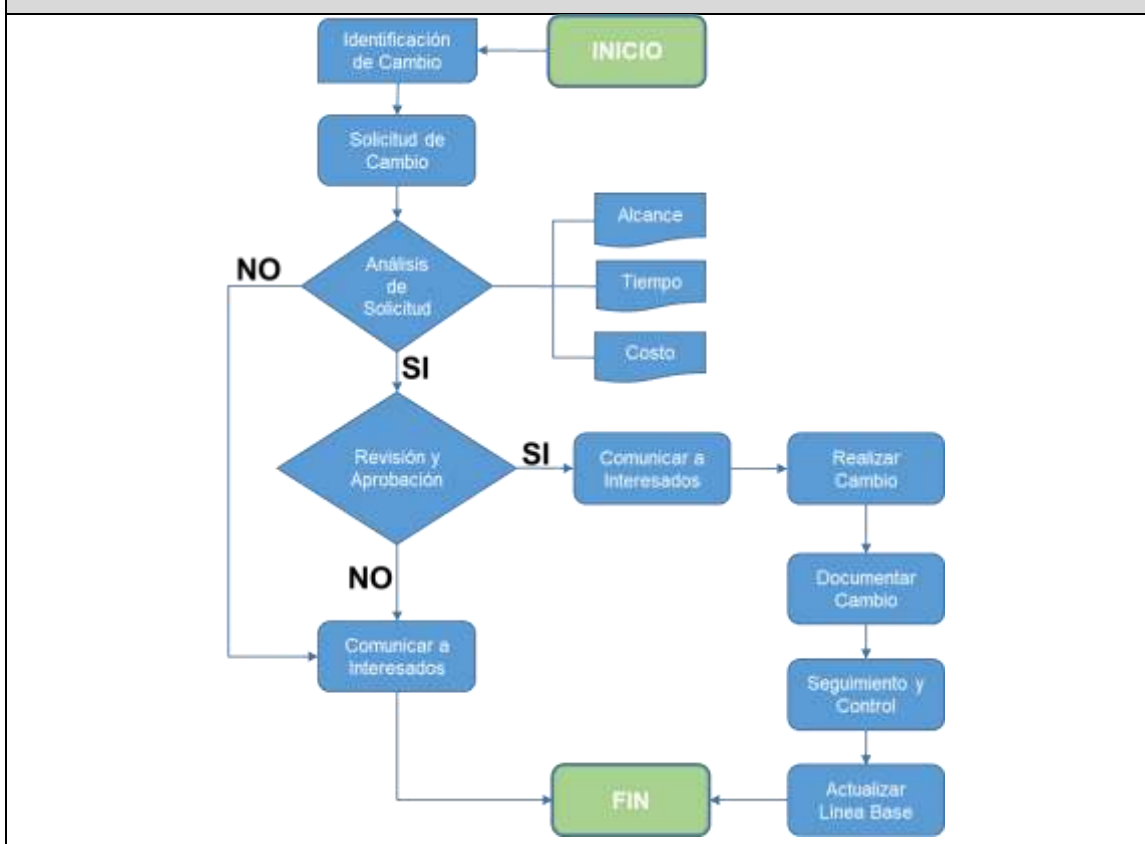 Identificación
de Cambio
INICIO
Solicitud de
Cambio
Alcance
NO
Análisis
de
Solicitud
Tiempo
Costo
SI
Revisión y
Aprobación
SI
Comunicar a
Interesados
Realizar
Cambio
NO
Documentar
Cambio
Comunicar a
Interesados
Seguimiento y
Control
FIN
Actualizar
Línea Base